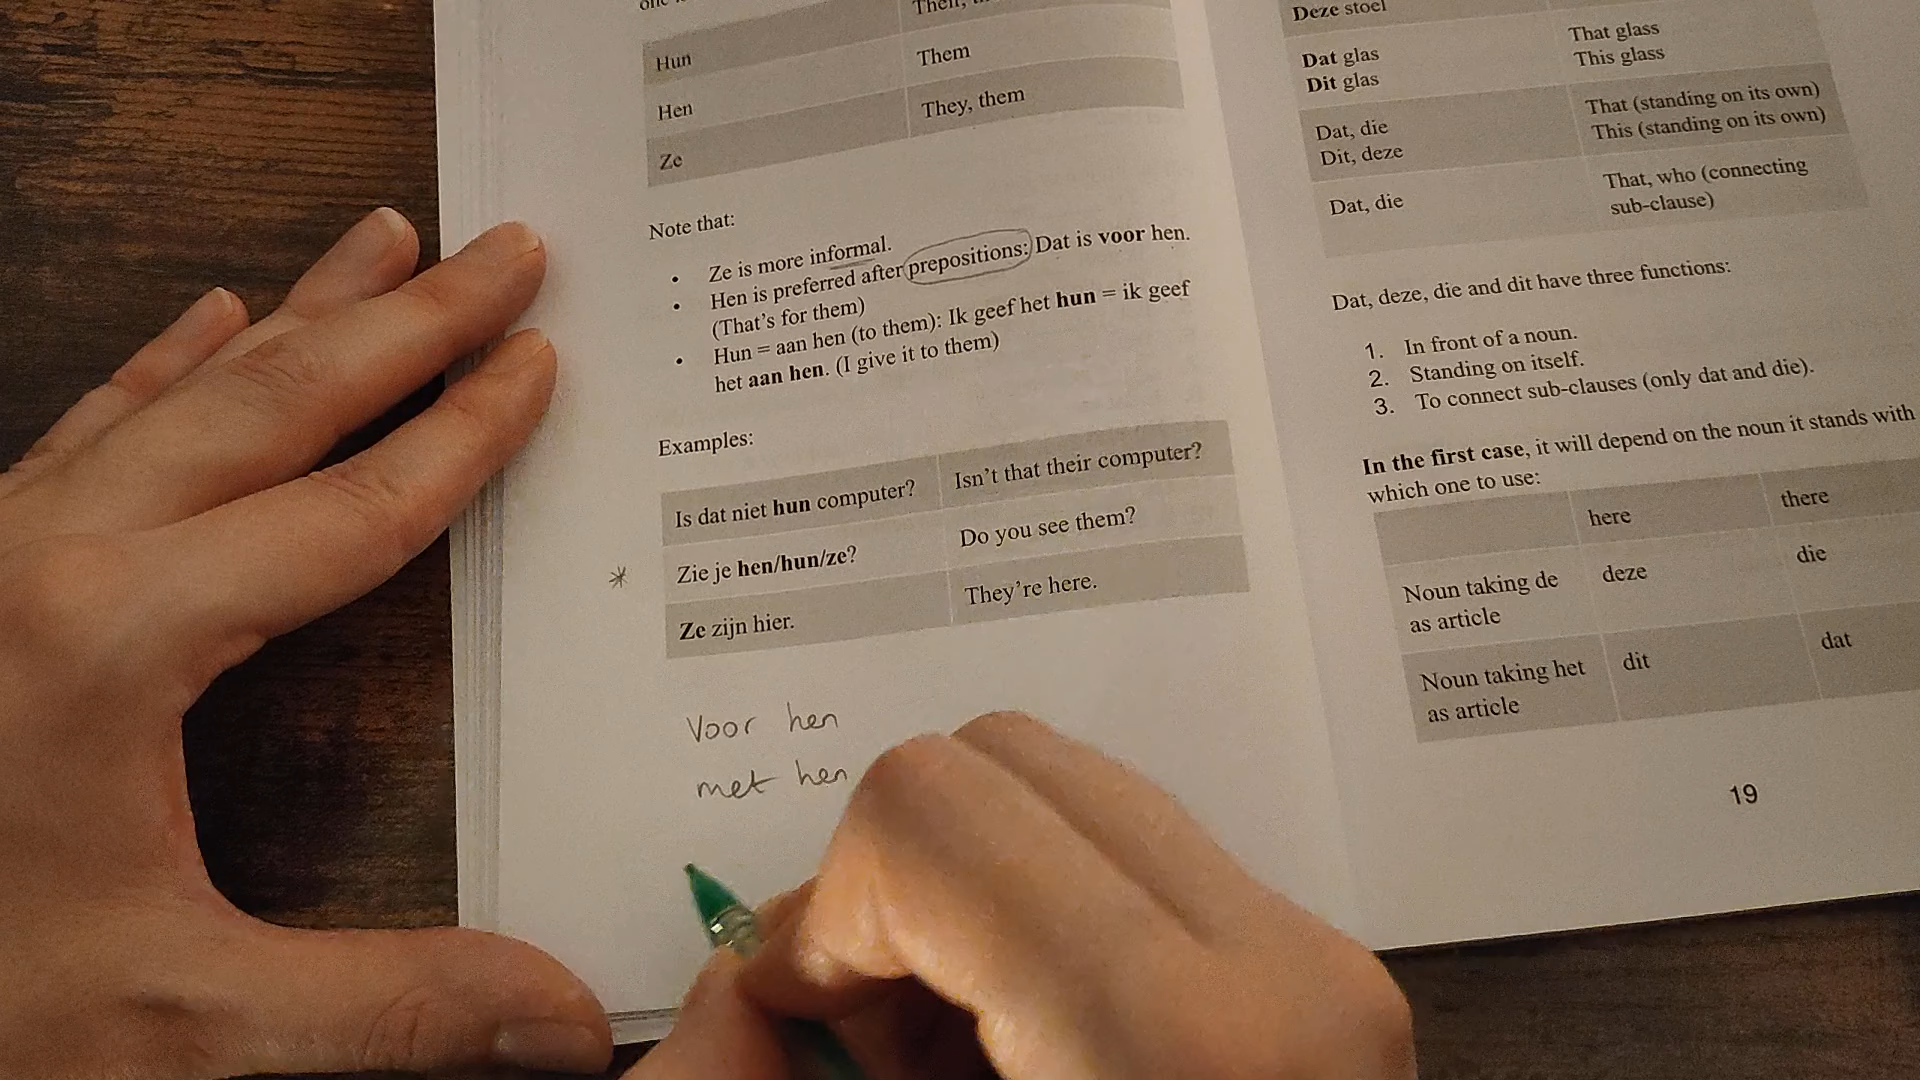 Hun
Them
Hen
They, them
Ze
Note that:
• Ze is more informal.
• Hen is preferred after prepositions: Dat is voor hen.
(That's for them)
• Hun = aan hen (to them): Ik geef het hun = ik geef
het aan hen. (I give it to them)
Examples:
Is dat niet hun computer? Isn't that their computer?
Zie je hen/hun/ze? Do you see them?
Ze zijn hier. They're here.
Voor hen
met hen
Deze stoel
Dat glas That glass
Dit glas This glass
Dat, die That (standing on its own)
Dit, deze This (standing on its own)
Dat, die That, who (connecting
sub-clause)
Dat, deze, die and dit have three functions:
1. In front of a noun.
2. Standing on itself.
3. To connect sub-clauses (only dat and die).
In the first case, it will depend on the noun it stands with
which one to use:
here there
Noun taking de deze die
as article
Noun taking het dit dat
as article
19